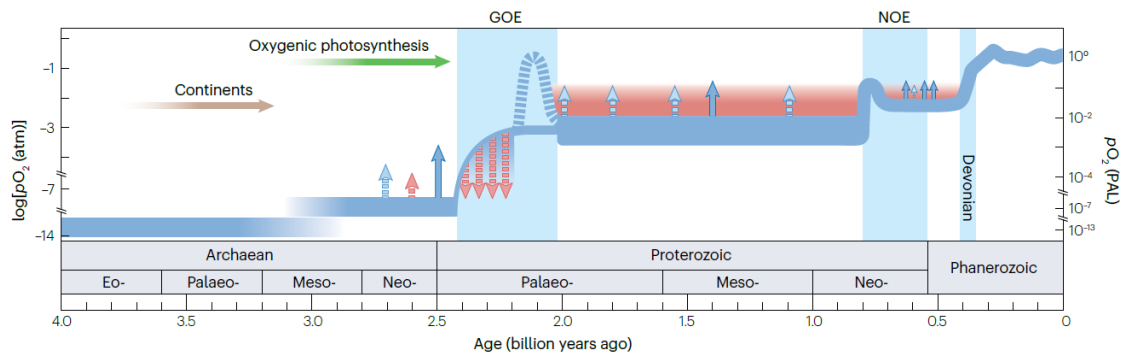 GOE
NOE
Oxygenic photosynthesis
Continents
log[pO₂ (atm)]
−1
−3
−7
−14
pO₂ (PAL)
10⁰
10⁻²
10⁻⁴
10⁻⁷
10⁻¹³
Devonian
Archaean
Proterozoic
Phanerozoic
Eo-
Palaeo-
Meso-
Neo-
Palaeo-
Meso-
Neo-
4.0
3.5
3.0
2.5
2.0
1.5
1.0
0.5
0
Age (billion years ago)